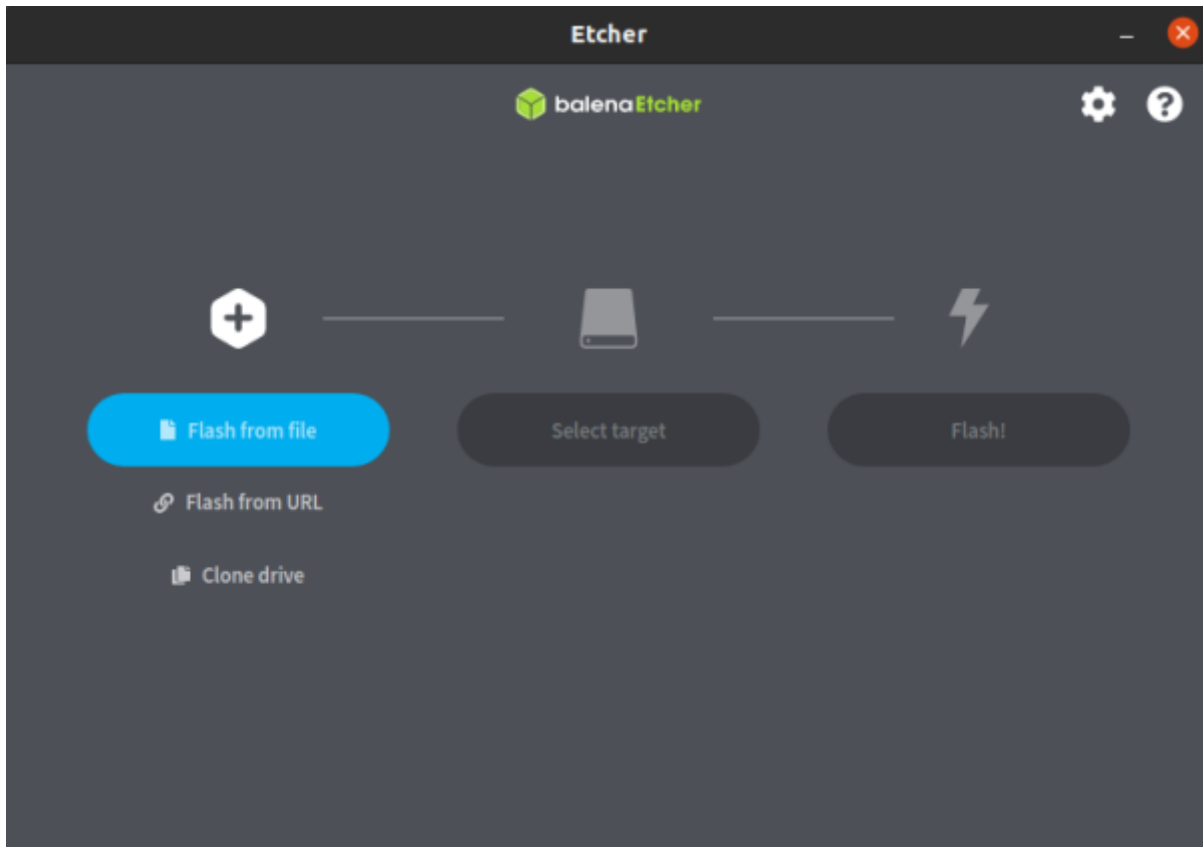 Etcher
balenaEtcher
Flash from file
Select target
Flash!
Flash from URL
Clone drive